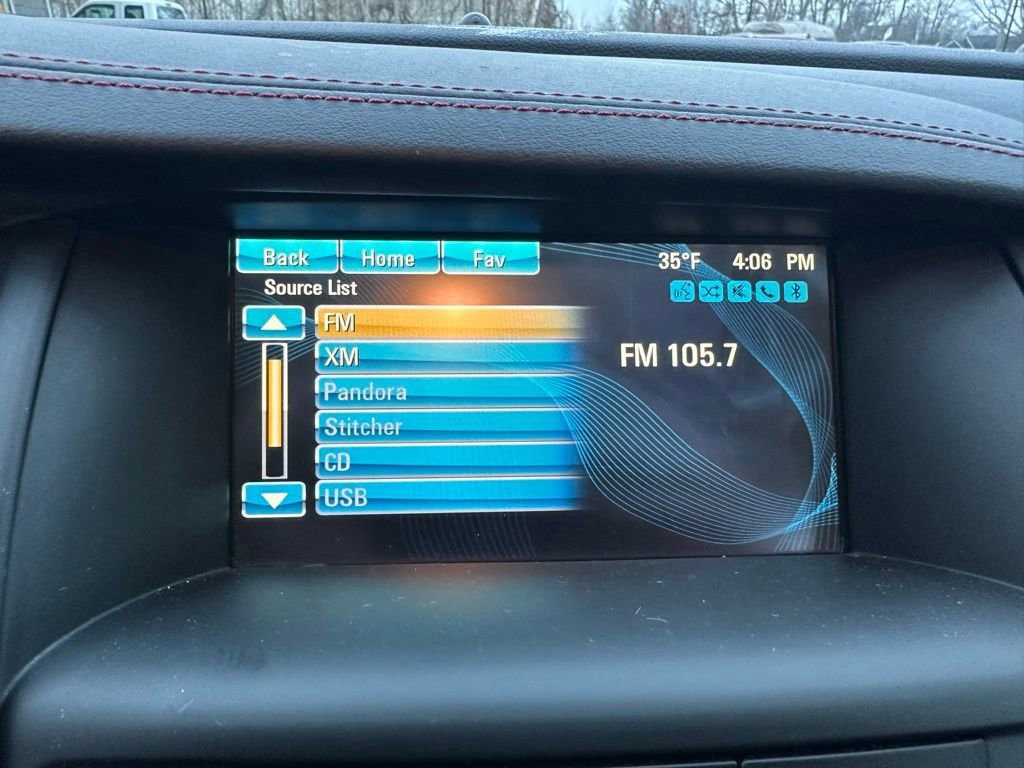 Back Home Fav 35°F 4:06 PM
Source List
FM
XM
FM 105.7
Pandora
Stitcher
CD
USB